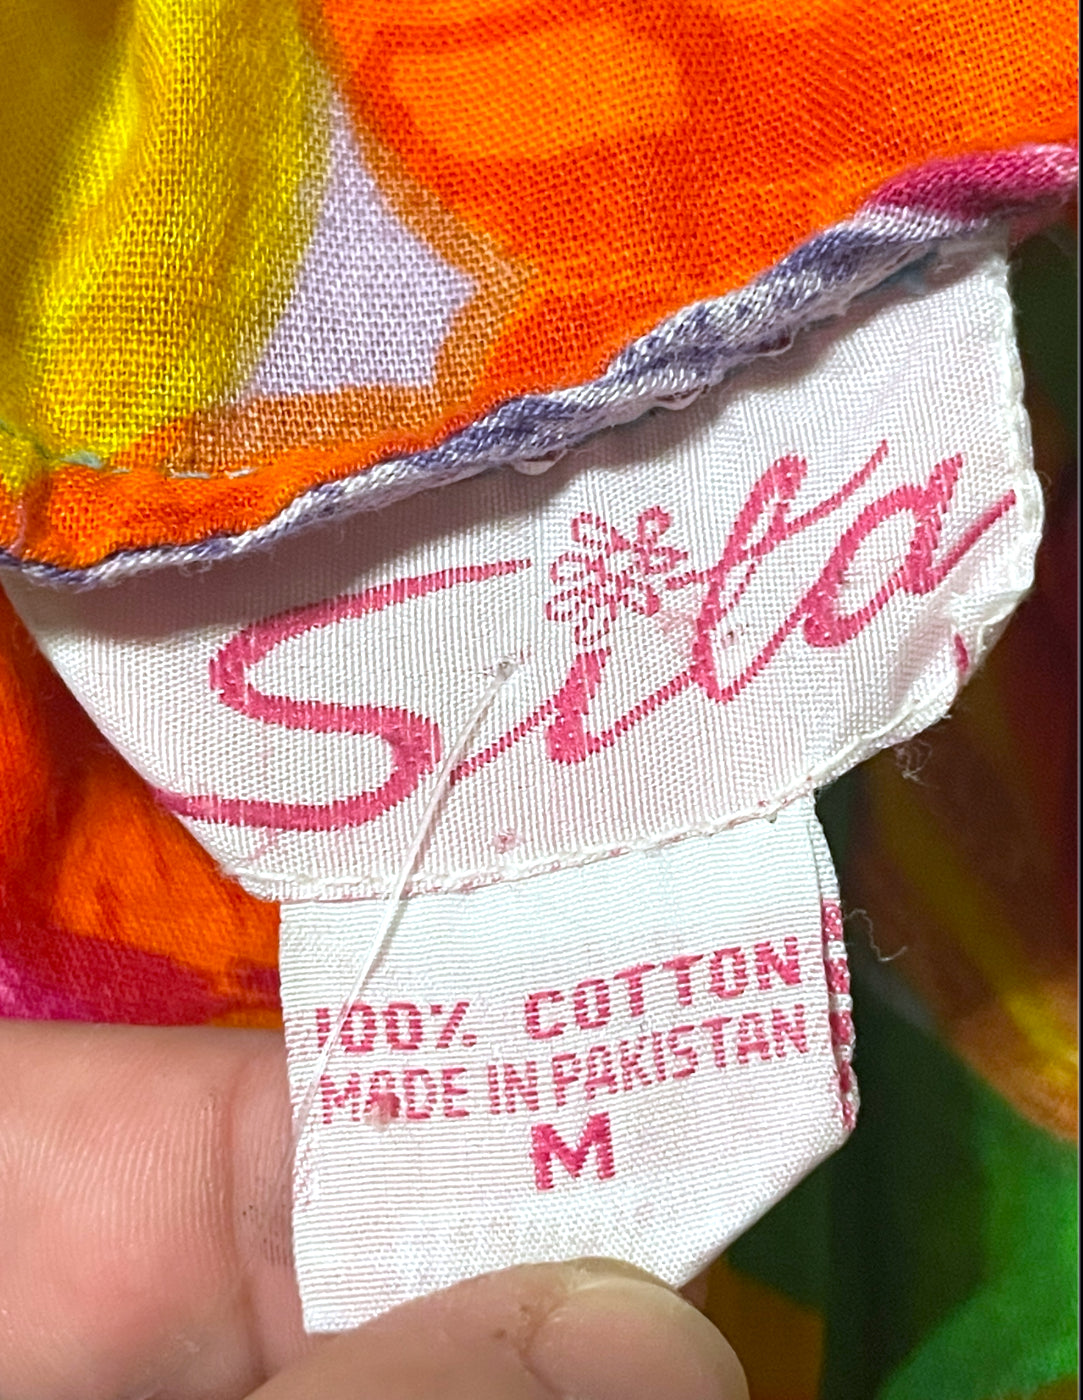 Sita
100% COTTON
MADE IN PAKISTAN
M